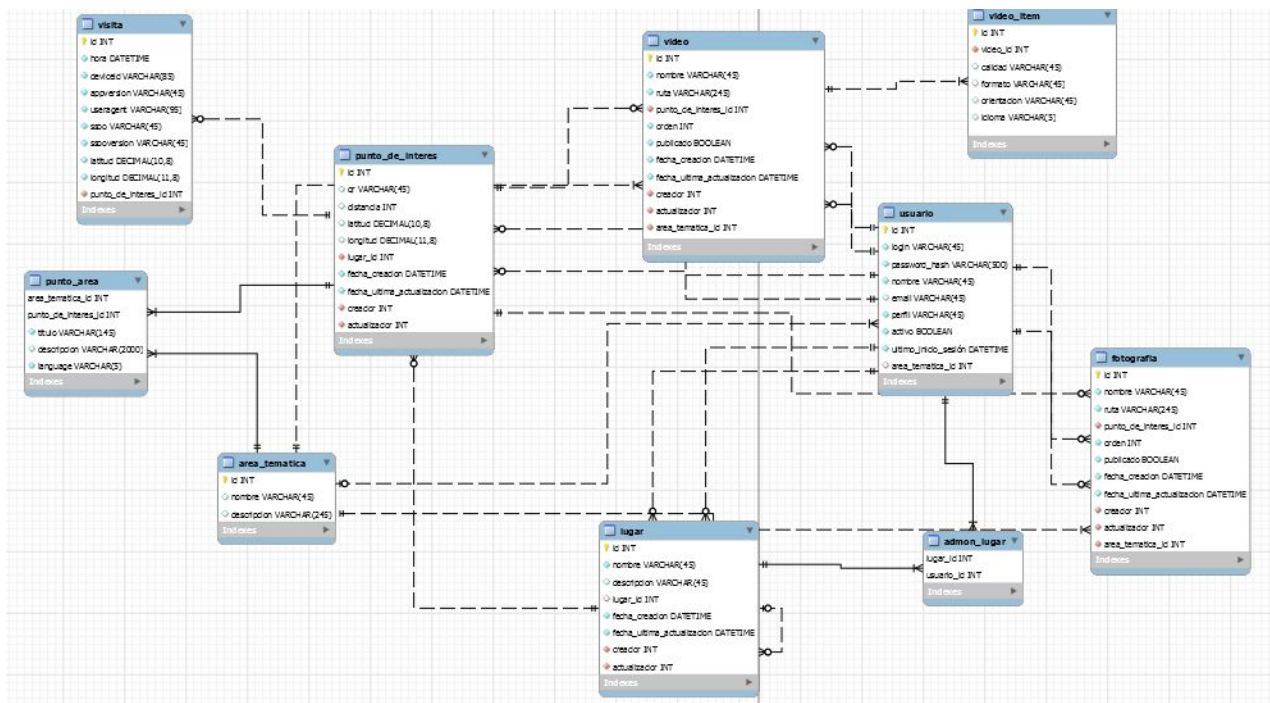 visita
id INT
hora DATETIME
deviceid VARCHAR(85)
appversion VARCHAR(45)
useragent VARCHAR(95)
ssoo VARCHAR(45)
ssooversion VARCHAR(45)
latitud DECIMAL(10,8)
longitud DECIMAL(11,8)
punto_de_interes_id INT
Indexes
punto_de_interes
id INT
qr VARCHAR(45)
distancia INT
latitud DECIMAL(10,8)
longitud DECIMAL(11,8)
lugar_id INT
fecha_creacion DATETIME
fecha_ultima_actualizacion DATETIME
creador INT
actualizador INT
Indexes
video
id INT
nombre VARCHAR(45)
ruta VARCHAR(245)
punto_de_interes_id INT
orden INT
publicado BOOLEAN
fecha_creacion DATETIME
fecha_ultima_actualizacion DATETIME
creador INT
actualizador INT
area_tematica_id INT
Indexes
video_item
id INT
video_id INT
calidad VARCHAR(45)
formato VARCHAR(45)
orientacion VARCHAR(45)
idioma VARCHAR(5)
Indexes
usuario
id INT
login VARCHAR(45)
password_hash VARCHAR(500)
nombre VARCHAR(45)
email VARCHAR(45)
perfil VARCHAR(45)
activo BOOLEAN
ultimo_inicio_sesión DATETIME
area_tematica_id INT
Indexes
punto_area
area_tematica_id INT
punto_de_interes_id INT
titulo VARCHAR(145)
descripcion VARCHAR(2000)
language VARCHAR(5)
Indexes
area_tematica
id INT
nombre VARCHAR(45)
descripcion VARCHAR(245)
Indexes
lugar
id INT
nombre VARCHAR(45)
descripcion VARCHAR(45)
lugar_id INT
fecha_creacion DATETIME
fecha_ultima_actualizacion DATETIME
creador INT
actualizador INT
Indexes
admon_lugar
lugar_id INT
usuario_id INT
Indexes
fotografia
id INT
nombre VARCHAR(45)
ruta VARCHAR(245)
punto_de_interes_id INT
orden INT
publicado BOOLEAN
fecha_creacion DATETIME
fecha_ultima_actualizacion DATETIME
creador INT
actualizador INT
area_tematica_id INT
Indexes